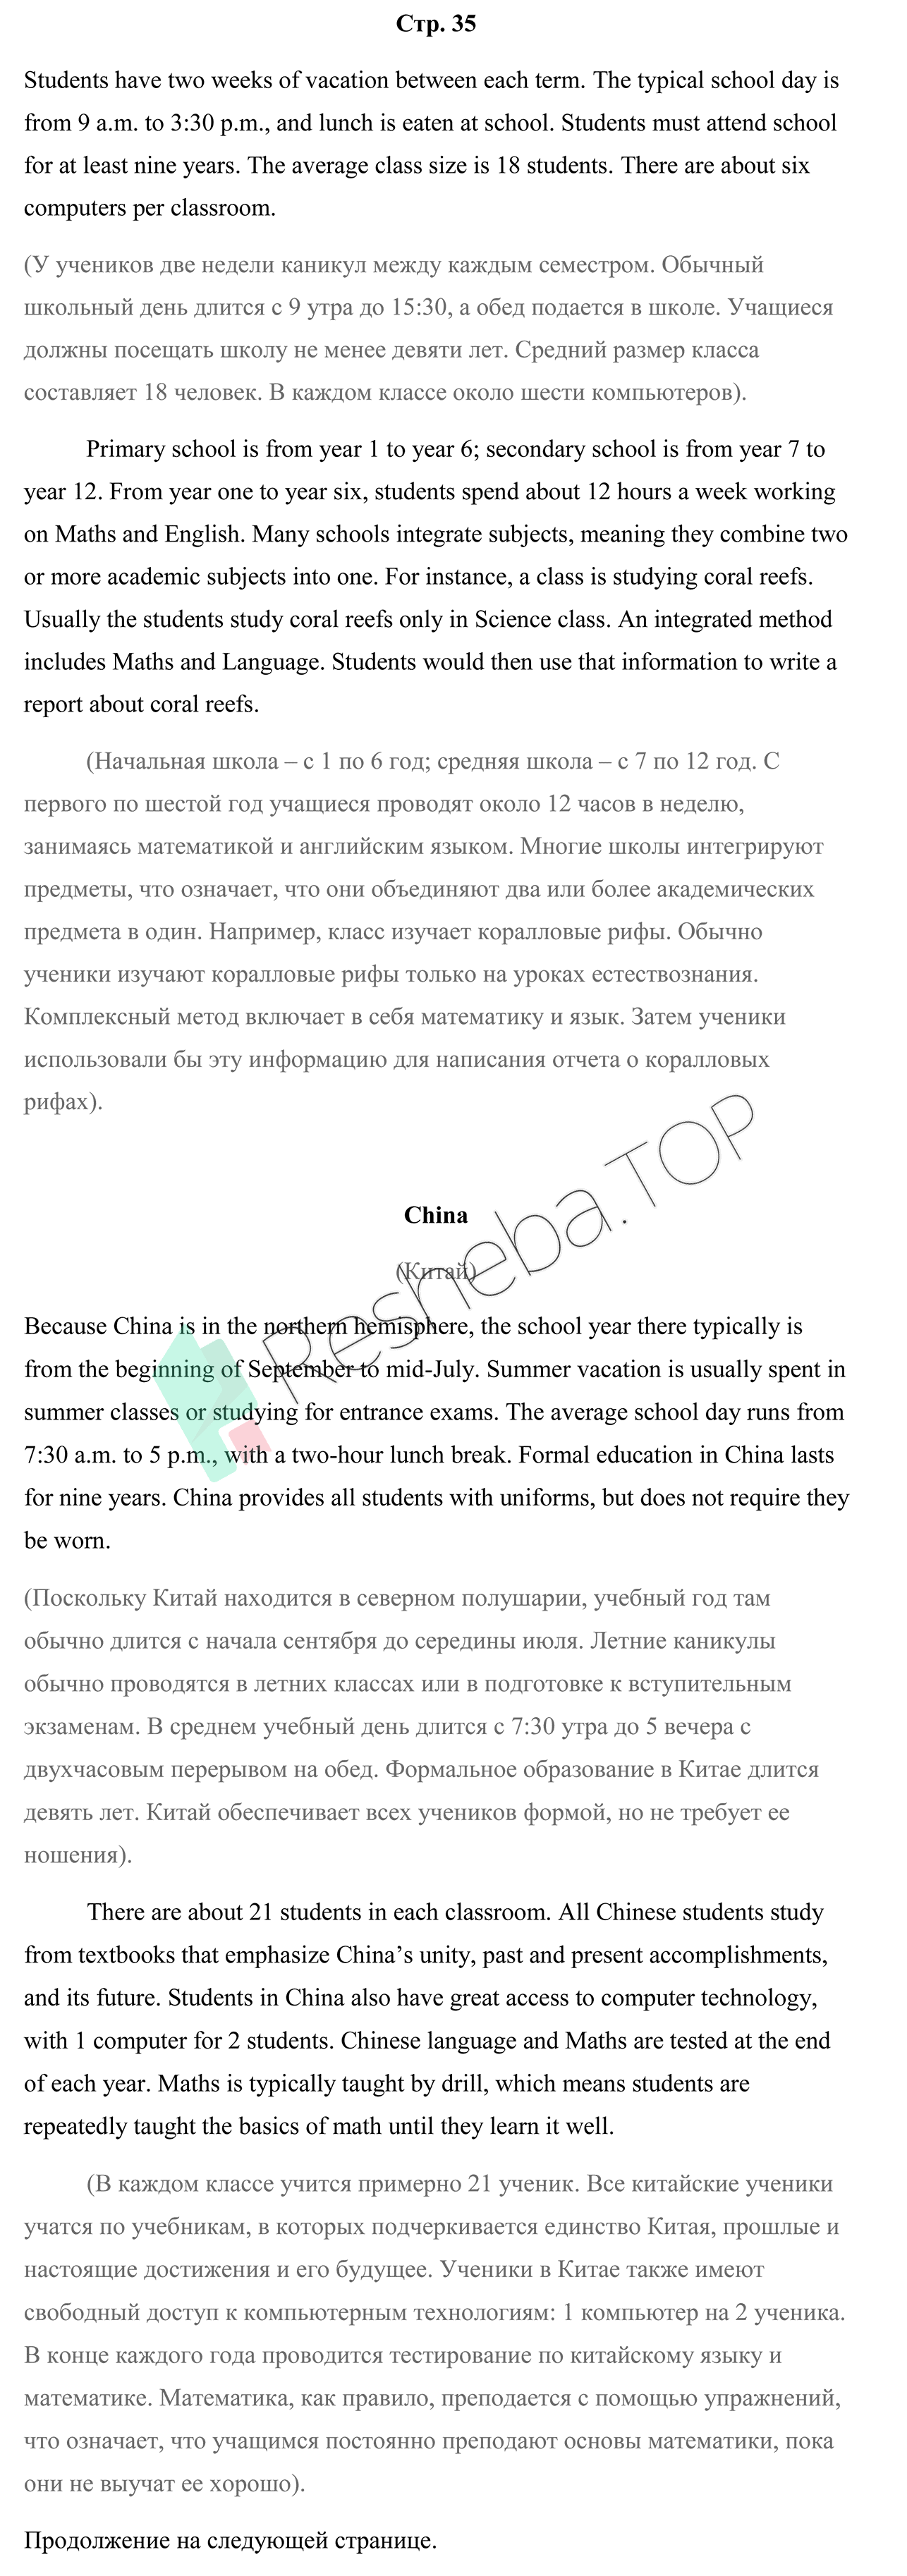 Стр. 35
Students have two weeks of vacation between each term. The typical school day is
from 9 a.m. to 3:30 p.m., and lunch is eaten at school. Students must attend school
for at least nine years. The average class size is 18 students. There are about six
computers per classroom.
(У учеников две недели каникул между каждым семестром. Обычный
школьный день длится с 9 утра до 15:30, а обед подается в школе. Учащиеся
должны посещать школу не менее девяти лет. Средний размер класса
составляет 18 человек. В каждом классе около шести компьютеров).
Primary school is from year 1 to year 6; secondary school is from year 7 to
year 12. From year one to year six, students spend about 12 hours a week working
on Maths and English. Many schools integrate subjects, meaning they combine two
or more academic subjects into one. For instance, a class is studying coral reefs.
Usually the students study coral reefs only in Science class. An integrated method
includes Maths and Language. Students would then use that information to write a
report about coral reefs.
(Начальная школа – с 1 по 6 год; средняя школа – с 7 по 12 год. С
первого по шестой год учащиеся проводят около 12 часов в неделю,
занимаясь математикой и английским языком. Многие школы интегрируют
предметы, что означает, что они объединяют два или более академических
предмета в один. Например, класс изучает коралловые рифы. Обычно
ученики изучают коралловые рифы только на уроках естествознания.
Комплексный метод включает в себя математику и язык. Затем ученики
использовали бы эту информацию для написания отчета о коралловых
рифах).
Resheba.TOP
China
(Китай)
Because China is in the northern hemisphere, the school year there typically is
from the beginning of September to mid-July. Summer vacation is usually spent in
summer classes or studying for entrance exams. The average school day runs from
7:30 a.m. to 5 p.m., with a two-hour lunch break. Formal education in China lasts
for nine years. China provides all students with uniforms, but does not require they
be worn.
(Поскольку Китай находится в северном полушарии, учебный год там
обычно длится с начала сентября до середины июля. Летние каникулы
обычно проводятся в летних классах или в подготовке к вступительным
экзаменам. В среднем учебный день длится с 7:30 утра до 5 вечера с
двухчасовым перерывом на обед. Формальное образование в Китае длится
девять лет. Китай обеспечивает всех учеников формой, но не требует ее
ношения).
There are about 21 students in each classroom. All Chinese students study
from textbooks that emphasize China’s unity, past and present accomplishments,
and its future. Students in China also have great access to computer technology,
with 1 computer for 2 students. Chinese language and Maths are tested at the end
of each year. Maths is typically taught by drill, which means students are
repeatedly taught the basics of math until they learn it well.
(В каждом классе учится примерно 21 ученик. Все китайские ученики
учатся по учебникам, в которых подчеркивается единство Китая, прошлые и
настоящие достижения и его будущее. Ученики в Китае также имеют
свободный доступ к компьютерным технологиям: 1 компьютер на 2 ученика.
В конце каждого года проводится тестирование по китайскому языку и
математике. Математика, как правило, преподается с помощью упражнений,
что означает, что учащимся постоянно преподают основы математики, пока
они не выучат ее хорошо).
Продолжение на следующей странице.